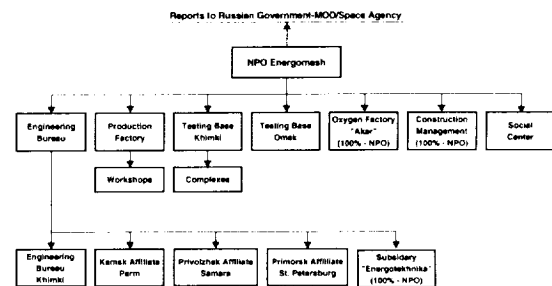 Reports to Russian Government-MOD/Space Agency
NPO Energomash
Engineering
Bureau
Production
Factory
Testing Base
Khimki
Testing Base
Omsk
Oxygen Factory
"Akar"
(100% - NPO)
Construction
Management
(100% - NPO)
Social
Center
Workshops
Complexes
Engineering
Bureau
Khimki
Kamsk Affiliate
Perm
Privolzhsk Affiliate
Samara
Primorsk Affiliate
St. Petersburg
Subsidary
"Energotekhnika"
(100% - NPO)